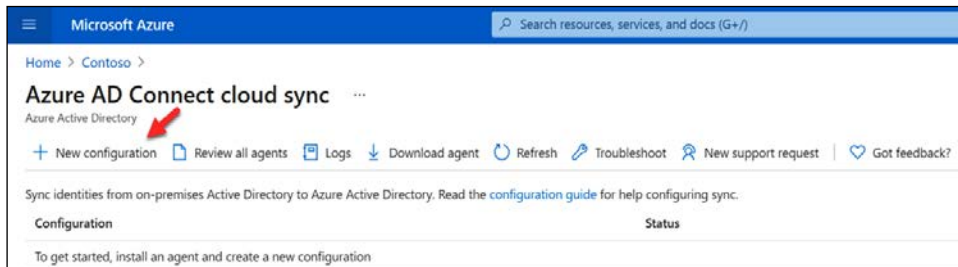 Microsoft Azure Search resources, services, and docs (G+/)
Home > Contoso >
Azure AD Connect cloud sync ...
Azure Active Directory
New configuration Review all agents Logs Download agent Refresh Troubleshoot New support request Got feedback?
Sync identities from on-premises Active Directory to Azure Active Directory. Read the configuration guide for help configuring sync.
Configuration Status
To get started, install an agent and create a new configuration